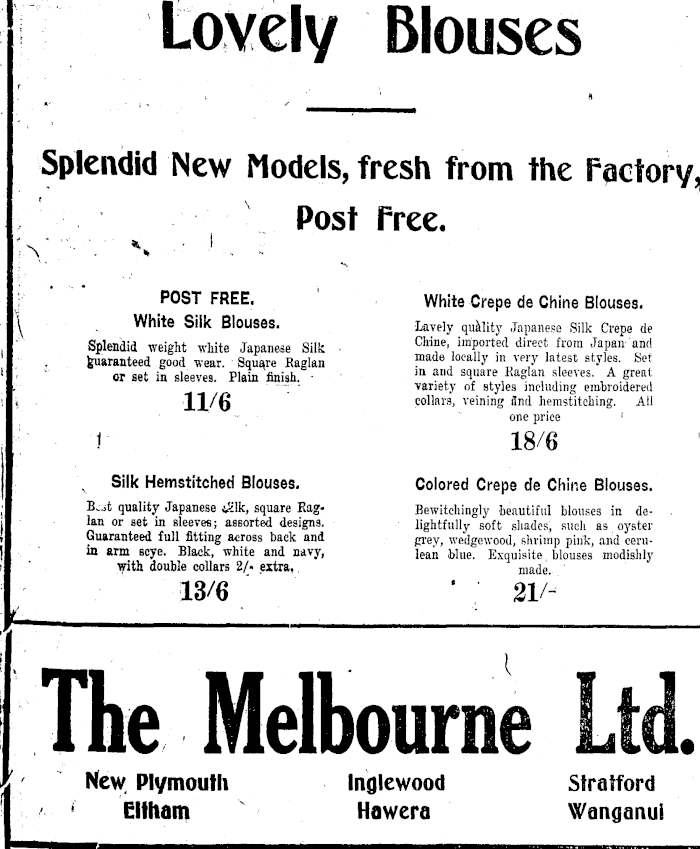 Lovely Blouses
Splendid New Models, fresh from the Factory,
Post Free.
POST FREE.
White Silk Blouses.
Splendid weight white Japanese Silk
guaranteed good wear. Square Raglan
or set in sleeves. Plain finish.
11/6
White Crepe de Chine Blouses.
Lavely quality Japanese Silk Crepe de
Chine, imported direct from Japan and
made locally in very latest styles. Set
in and square Raglan sleeves. A great
variety of styles including embroidered
collars, veining and hemstitching. All
one price
18/6
Silk Hemstitched Blouses.
Best quality Japanese silk, square Rag-
lan or set in sleeves; assorted designs.
Guaranteed full fitting across back and
in arm scye. Black, white and navy,
with double collars 2/- extra.
13/6
Colored Crepe de Chine Blouses.
Bewitchingly beautiful blouses in de-
lightfully soft shades, such as oyster
grey, wedgewood, shrimp pink, and ceru-
lean blue. Exquisite blouses modishly
made.
21/-
The Melbourne Ltd.
New Plymouth Inglewood Stratford
Eltham Hawera Wanganui